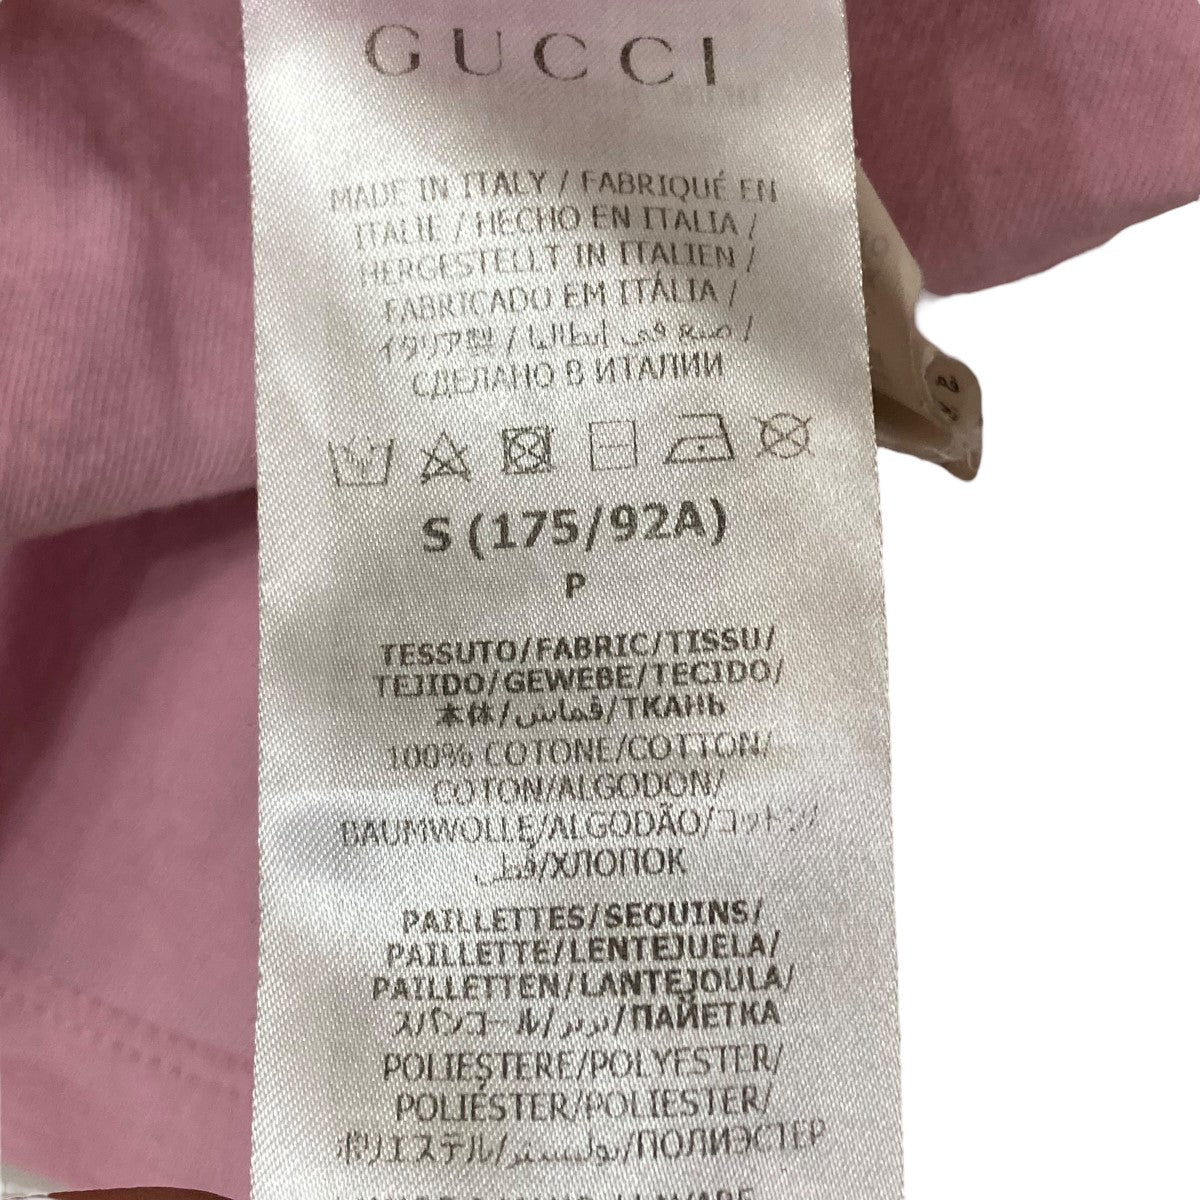 GUCCI
MADE IN ITALY / FABRIQUÉ EN
ITALIE / HECHO EN ITALIA /
HERGESTELLT IN ITALIEN /
FABRICADO EM ITÁLIA /
イタリア製 / صنع في إيطاليا /
СДЕЛАНО В ИТАЛИИ
S (175/92A)
P
TESSUTO/FABRIC/TISSU/
TEJIDO/GEWEBE/TECIDO/
本体/قماش/ТКАНЬ
100% COTONE/COTTON/
COTON/ALGODON/
BAUMWOLLE/ALGODÃO/コットン/
قطن/ХЛОПОК
PAILLETTES/SEQUINS/
PAILLETTE/LENTEJUELA/
PAILLETTEN/LANTEJOULA/
スパンコール/ترتر/ПАЙЕТКА
POLIESTERE/POLYESTER/
POLIÉSTER/POLIESTER/
ポリエステル/بوليستر/ПОЛИЭСТЕР